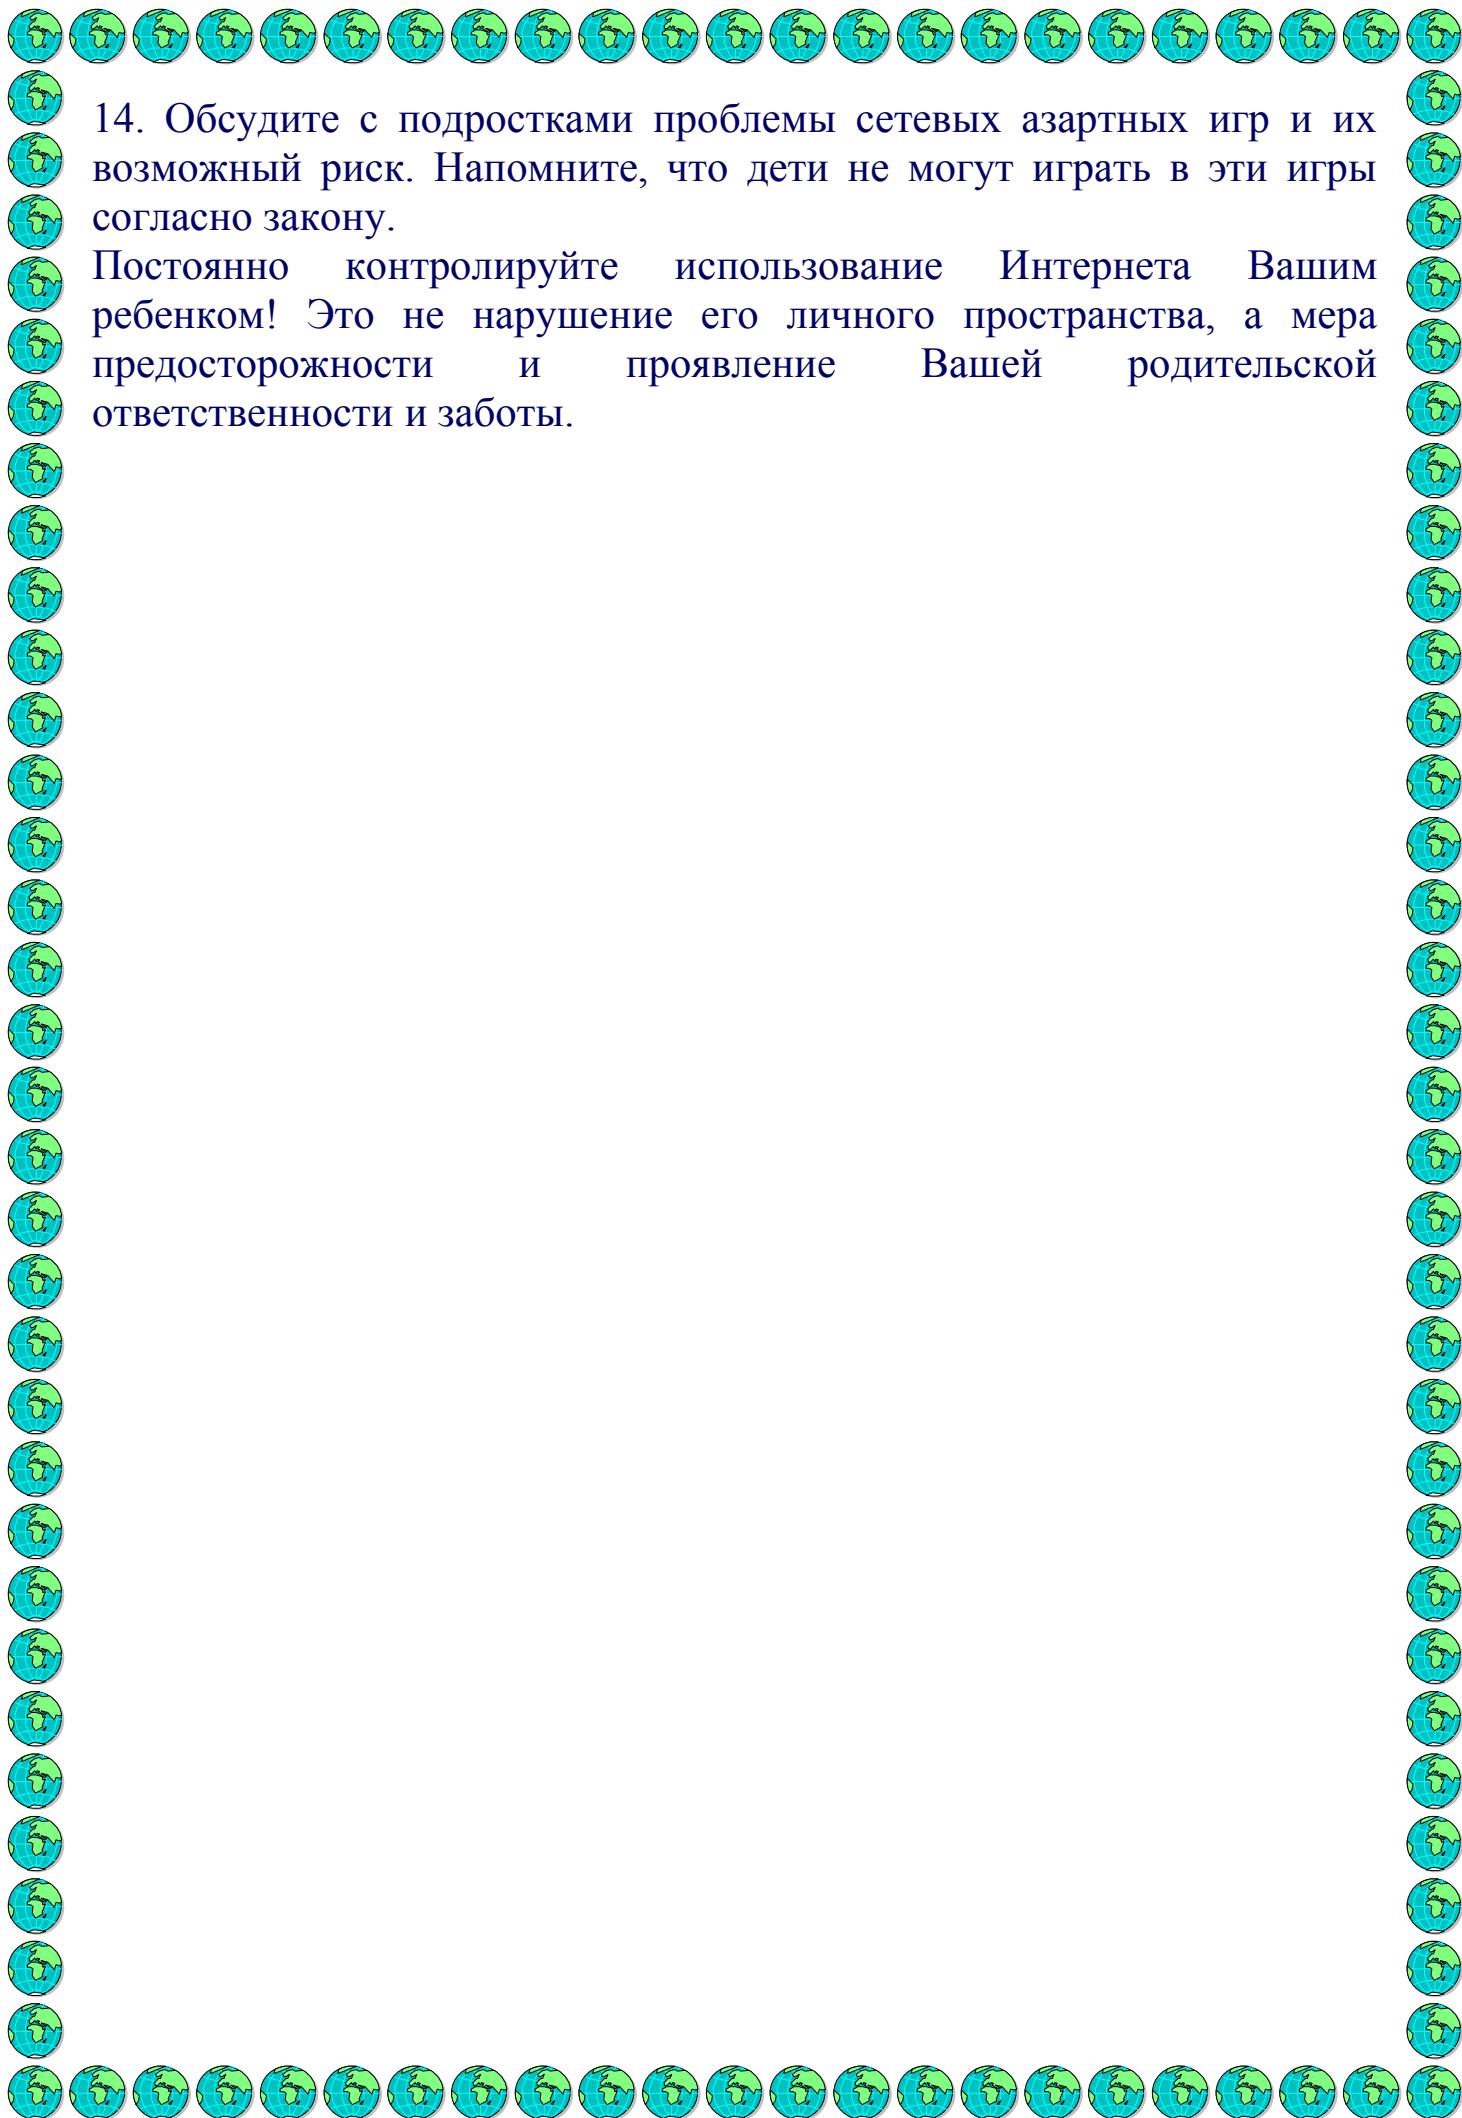 14. Обсудите с подростками проблемы сетевых азартных игр и их
возможный риск. Напомните, что дети не могут играть в эти игры
согласно закону.
Постоянно контролируйте использование Интернета Вашим
ребенком! Это не нарушение его личного пространства, а мера
предосторожности и проявление Вашей родительской
ответственности и заботы.